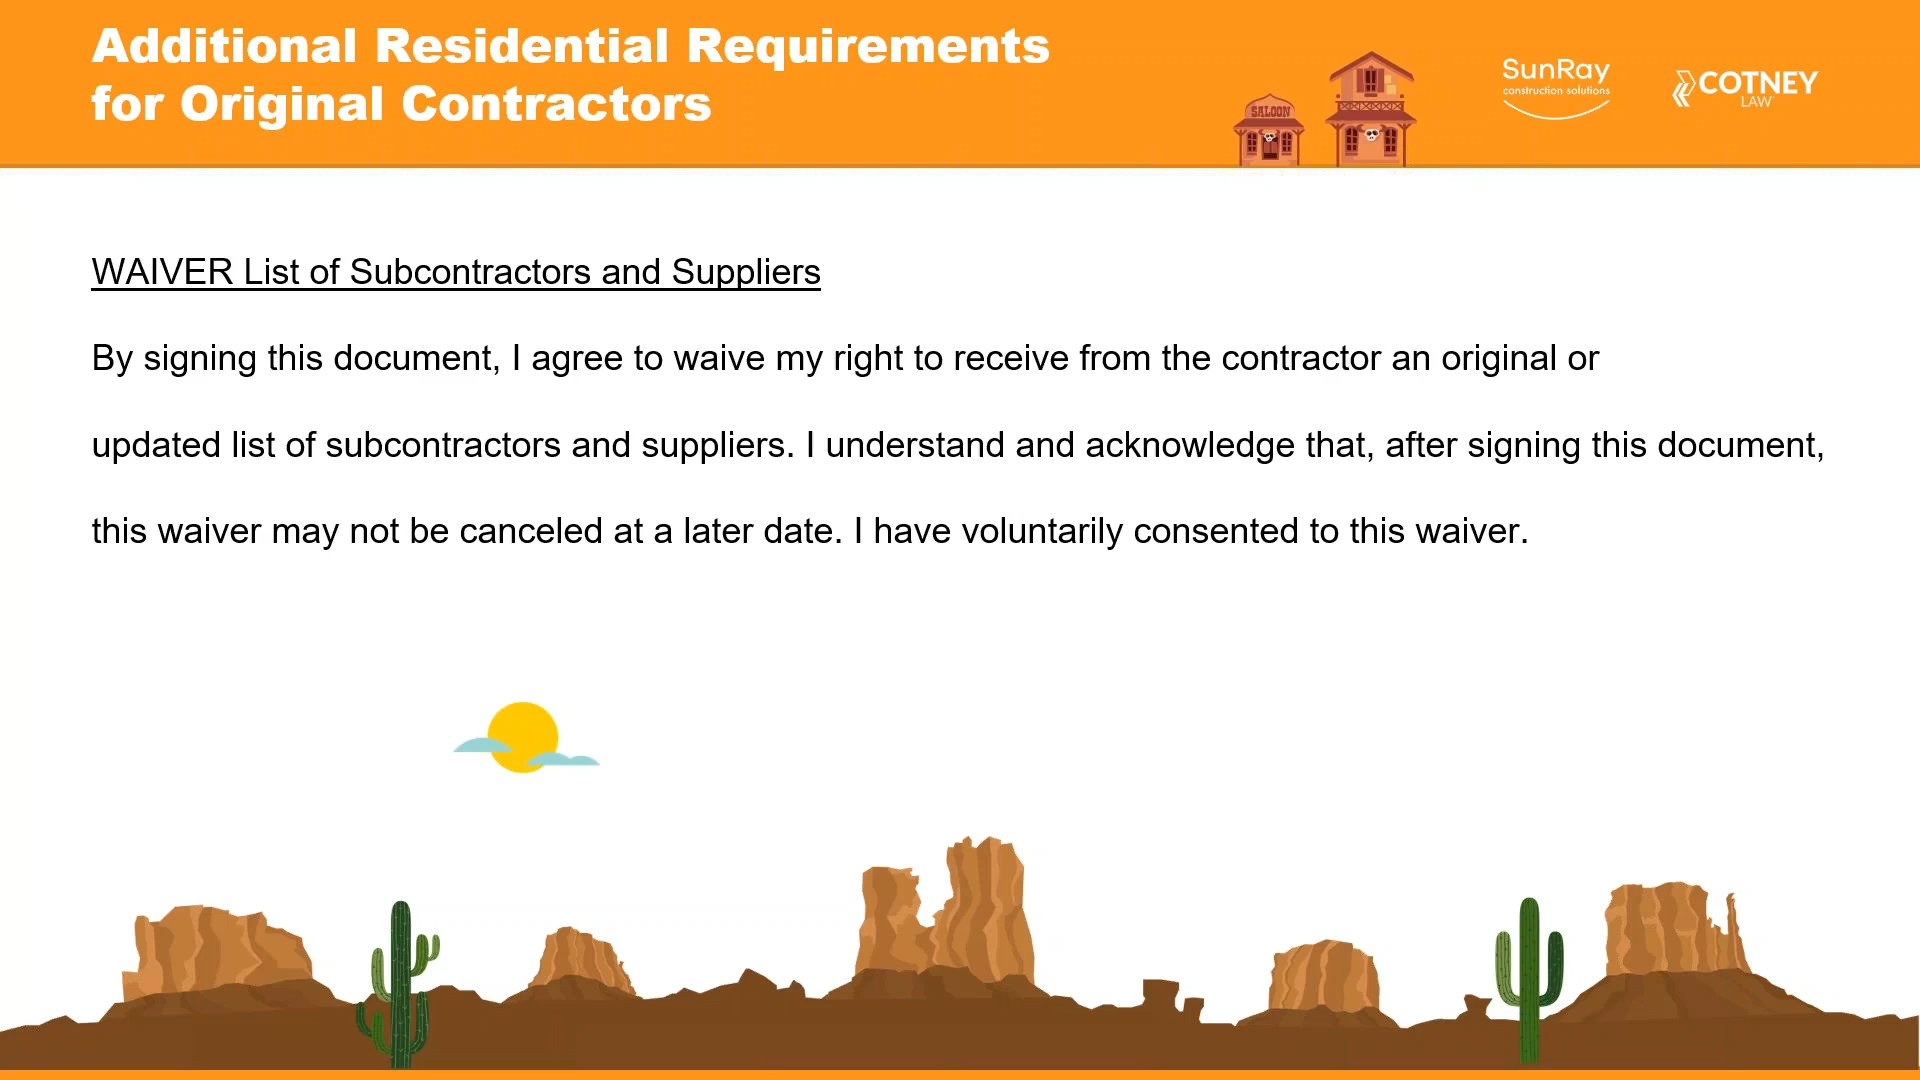 Additional Residential Requirements
for Original Contractors
SALOON
SunRay
construction solutions
COTNEY
LAW
WAIVER List of Subcontractors and Suppliers
By signing this document, I agree to waive my right to receive from the contractor an original or
updated list of subcontractors and suppliers. I understand and acknowledge that, after signing this document,
this waiver may not be canceled at a later date. I have voluntarily consented to this waiver.